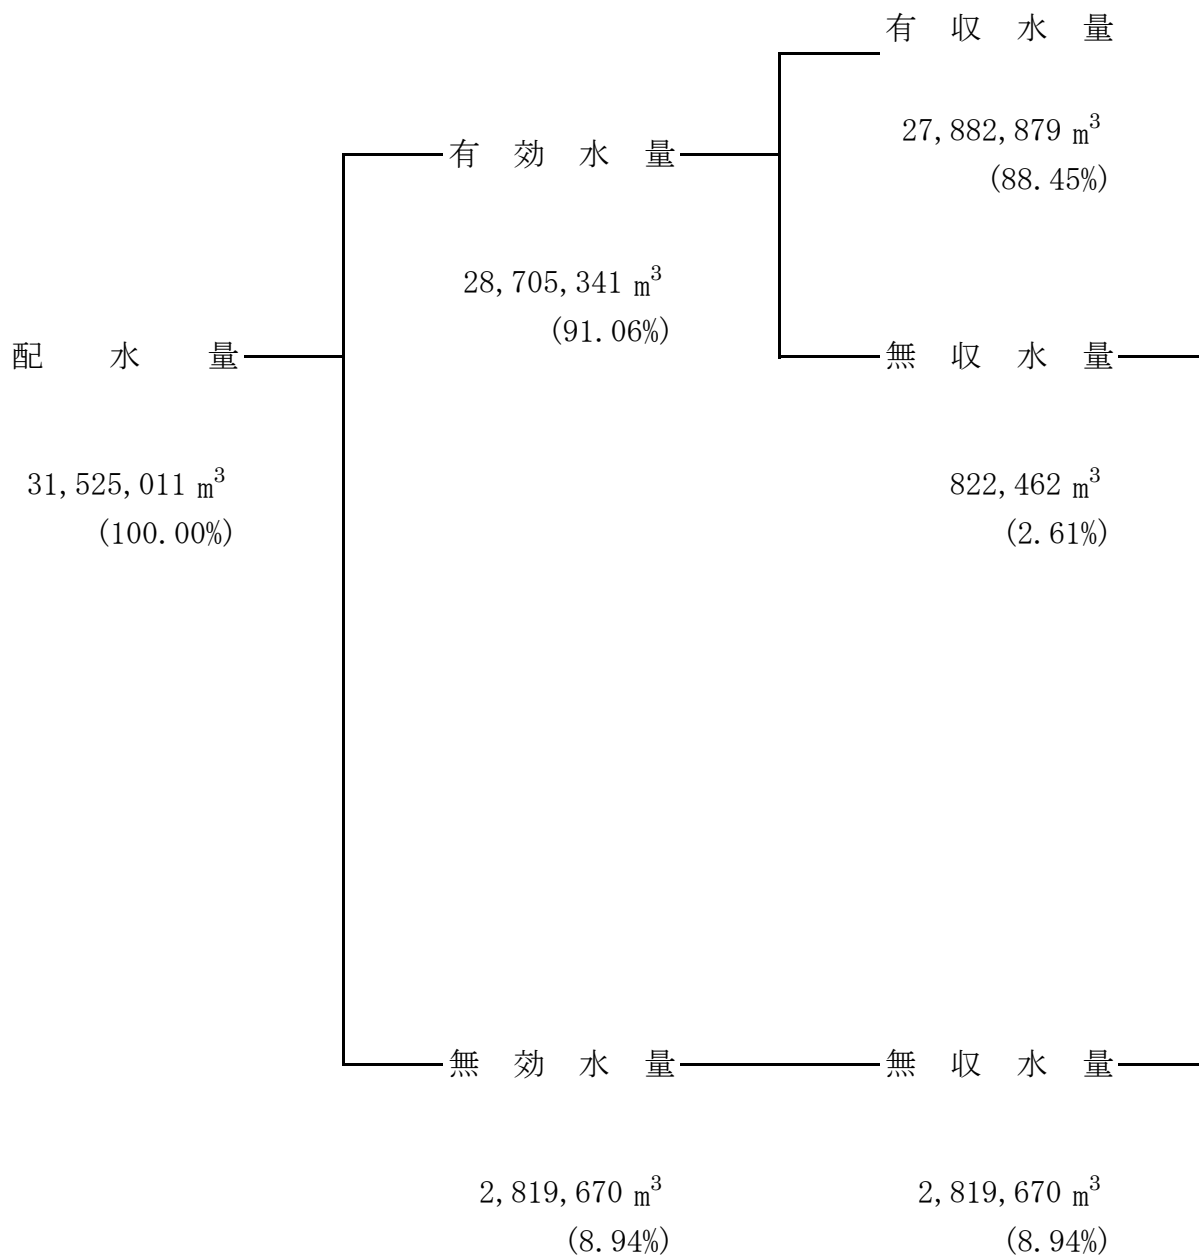 有収水量
27,882,879 m³
(88.45%)
有効水量
28,705,341 m³
(91.06%)
配水量
31,525,011 m³
(100.00%)
無収水量
822,462 m³
(2.61%)
無効水量
2,819,670 m³
(8.94%)
無収水量
2,819,670 m³
(8.94%)